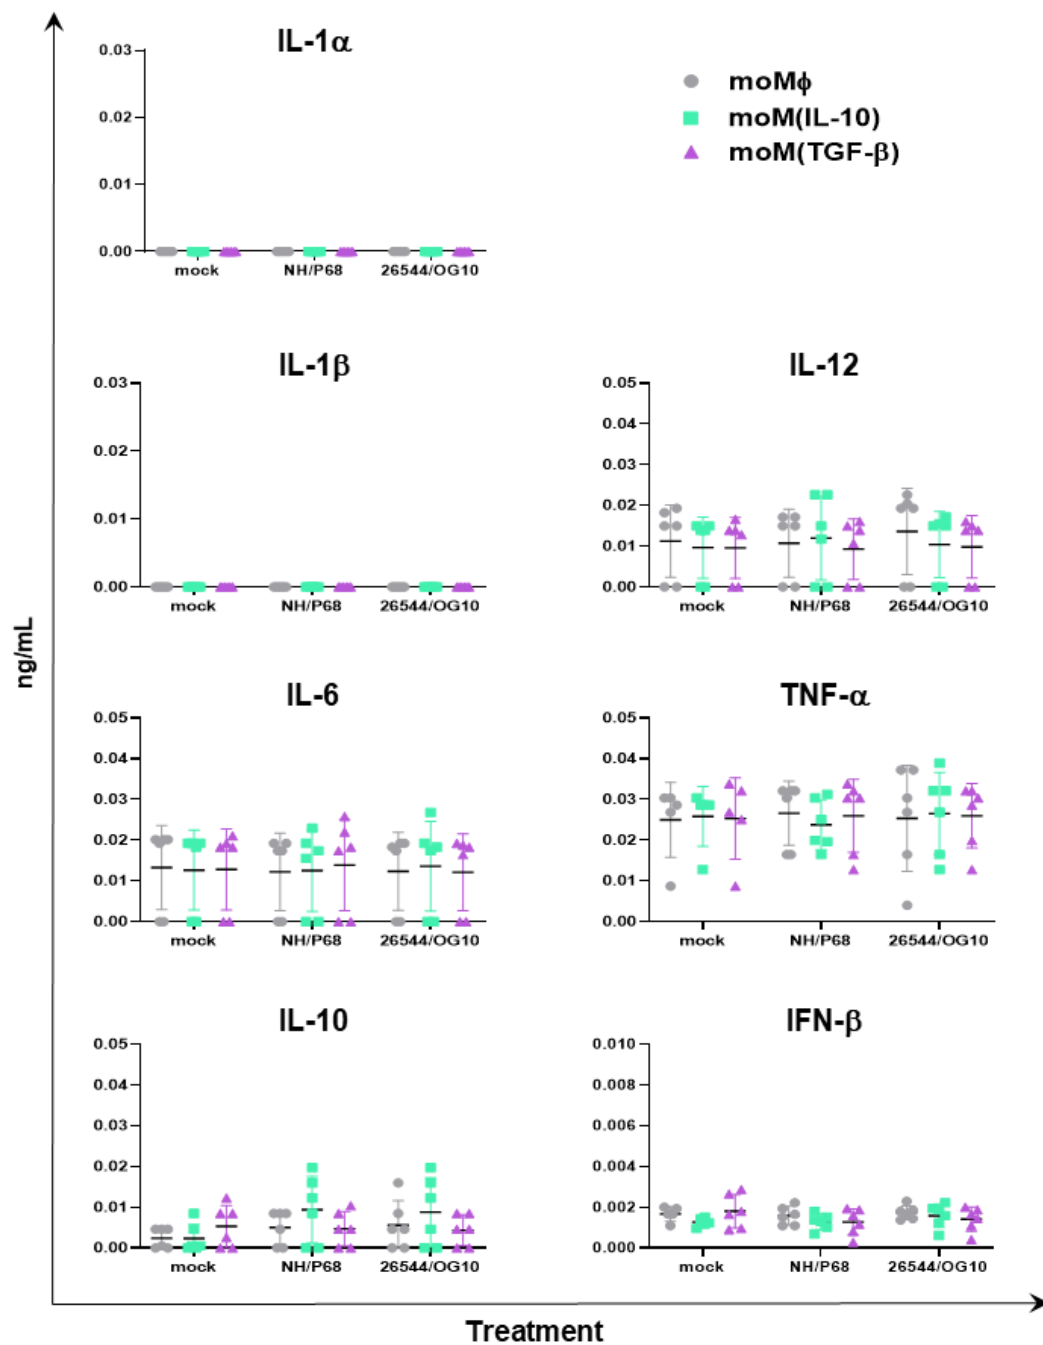 IL-1α
0.03
0.02
0.01
0.00
mock NH/P68 26544/OG10
moMϕ
moM(IL-10)
moM(TGF-β)
IL-1β
0.03
0.02
0.01
0.00
mock NH/P68 26544/OG10
IL-12
0.05
0.04
0.03
0.02
0.01
0.00
mock NH/P68 26544/OG10
ng/mL
IL-6
0.05
0.04
0.03
0.02
0.01
0.00
mock NH/P68 26544/OG10
TNF-α
0.05
0.04
0.03
0.02
0.01
0.00
mock NH/P68 26544/OG10
IL-10
0.05
0.04
0.03
0.02
0.01
0.00
mock NH/P68 26544/OG10
IFN-β
0.010
0.008
0.006
0.004
0.002
0.000
mock NH/P68 26544/OG10
Treatment